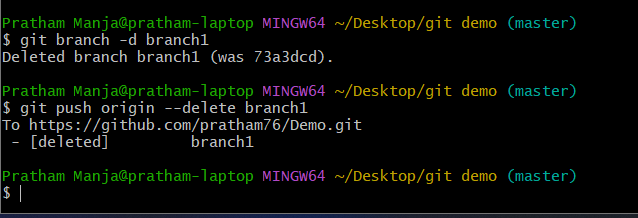 Pratham Manja@pratham-laptop MINGW64 ~/Desktop/git demo (master)
$ git branch -d branch1
Deleted branch branch1 (was 73a3dcd).
Pratham Manja@pratham-laptop MINGW64 ~/Desktop/git demo (master)
$ git push origin --delete branch1
To https://github.com/pratham76/Demo.git
 - [deleted]         branch1
Pratham Manja@pratham-laptop MINGW64 ~/Desktop/git demo (master)
$